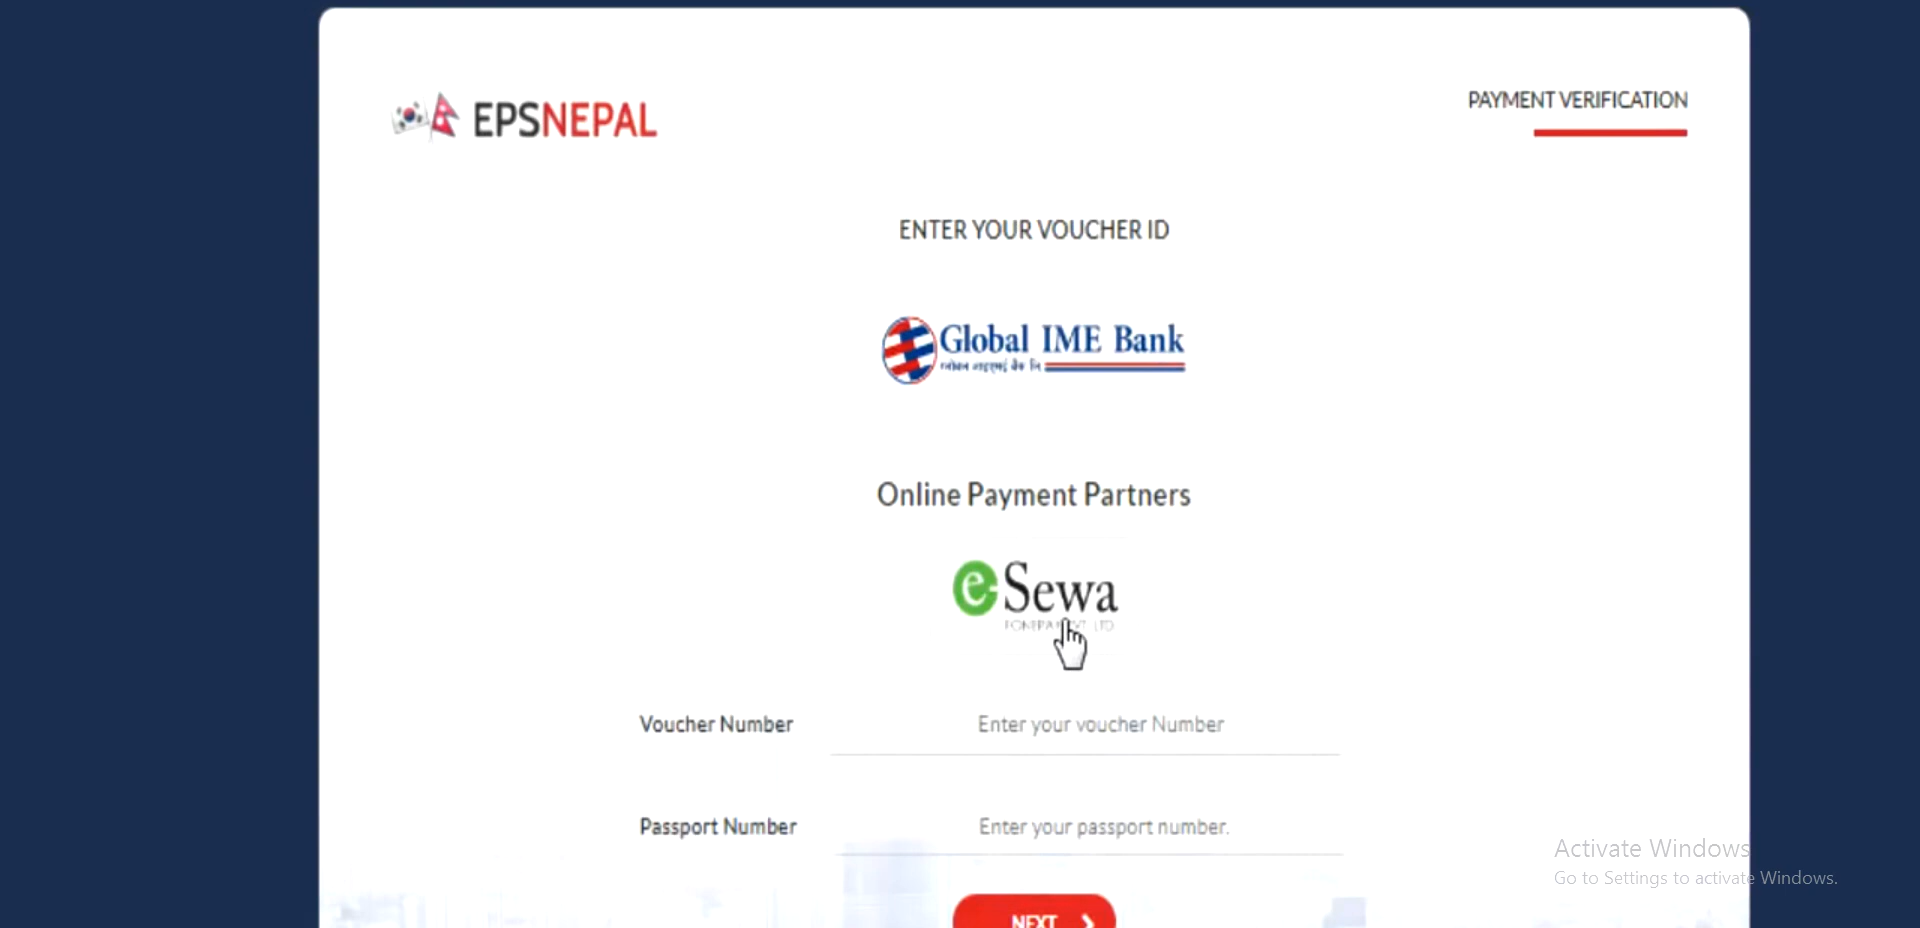 EPSNEPAL
PAYMENT VERIFICATION
ENTER YOUR VOUCHER ID
Global IME Bank
Online Payment Partners
eSewa
Voucher Number
Enter your voucher Number
Passport Number
Enter your passport number.
NEXT
Activate Windows
Go to Settings to activate Windows.